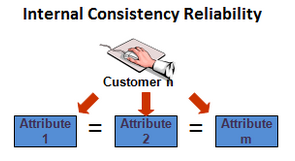 Internal Consistency Reliability
Customer n
Attribute = Attribute = Attribute
1 2 m